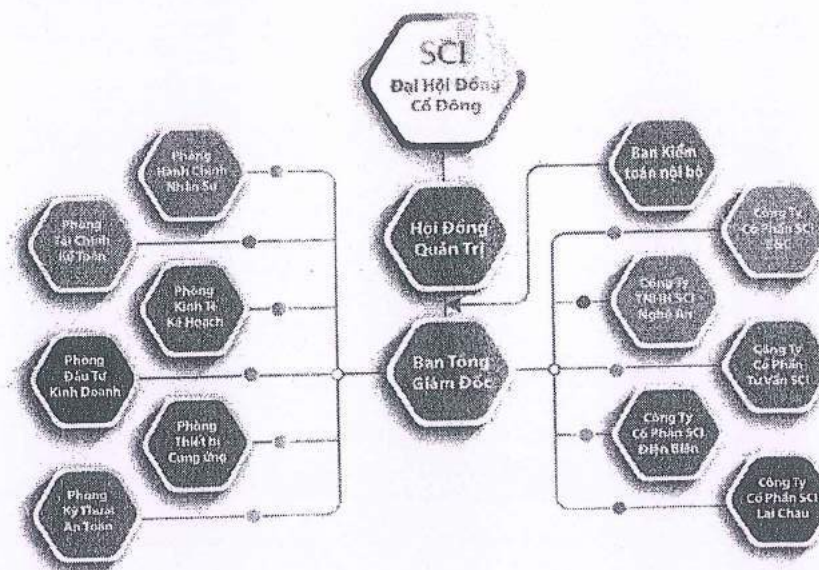 SCI
Đại Hội Đồng
Cổ Đông
Hội Đồng
Quản Trị
Ban Tổng
Giám Đốc
Phòng
Hành Chính
Nhân Sự
Phòng
Tài Chính
Kế Toán
Phòng
Kinh Tế
Kế Hoạch
Phòng
Đầu Tư
Kinh Doanh
Phòng
Thiết bị
Cung ứng
Phòng
Kỹ Thuật
An Toàn
Ban Kiểm
toán nội bộ
Công Ty
Cổ Phần SCI
E&C
Công Ty
TNHH SCI
Nghệ An
Công Ty
Cổ Phần
Tư Vấn SCI
Công Ty
Cổ Phần SCI
Điện Biên
Công Ty
Cổ Phần SCI
Lai Châu